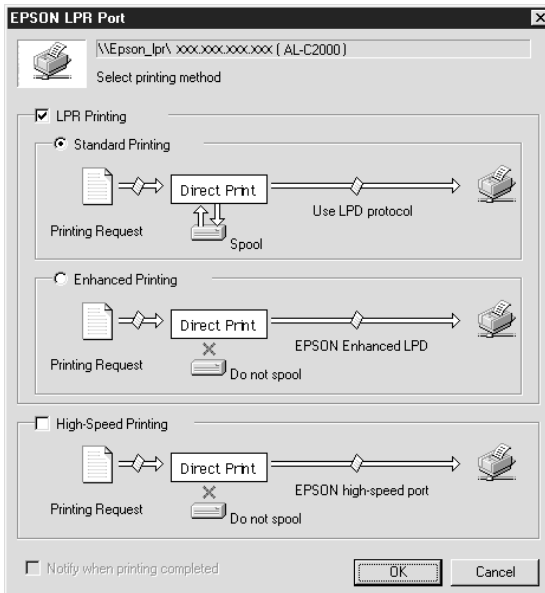 EPSON LPR Port
\\Epson_lpr\ xxx.xxx.xxx.xxx ( AL-C2000 )
Select printing method
LPR Printing
Standard Printing
Direct Print
Use LPD protocol
Printing Request
Spool
Enhanced Printing
Direct Print
EPSON Enhanced LPD
Printing Request
Do not spool
High-Speed Printing
Direct Print
EPSON high-speed port
Printing Request
Do not spool
Notify when printing completed
OK
Cancel